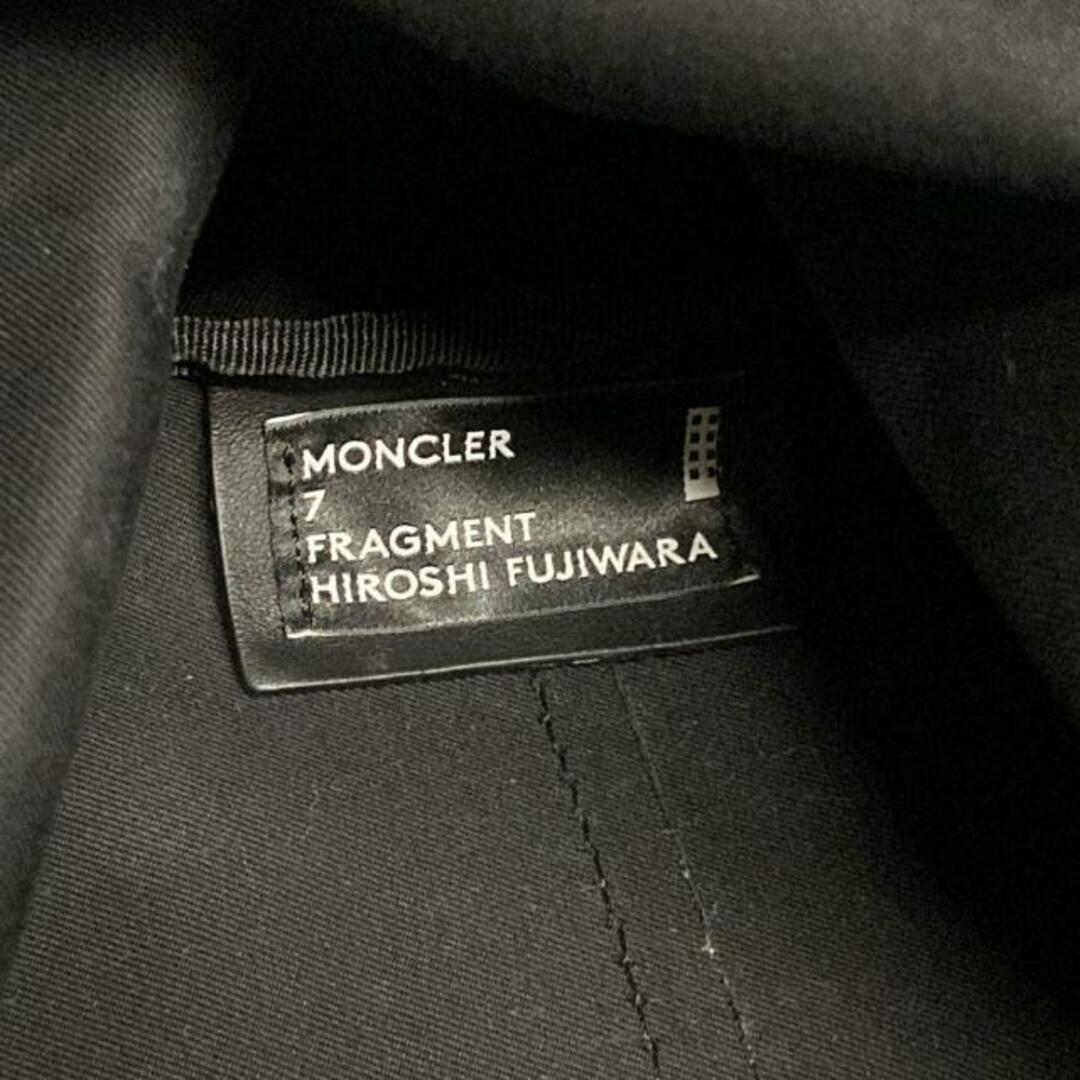 MONCLER
7
FRAGMENT
HIROSHI FUJIWARA